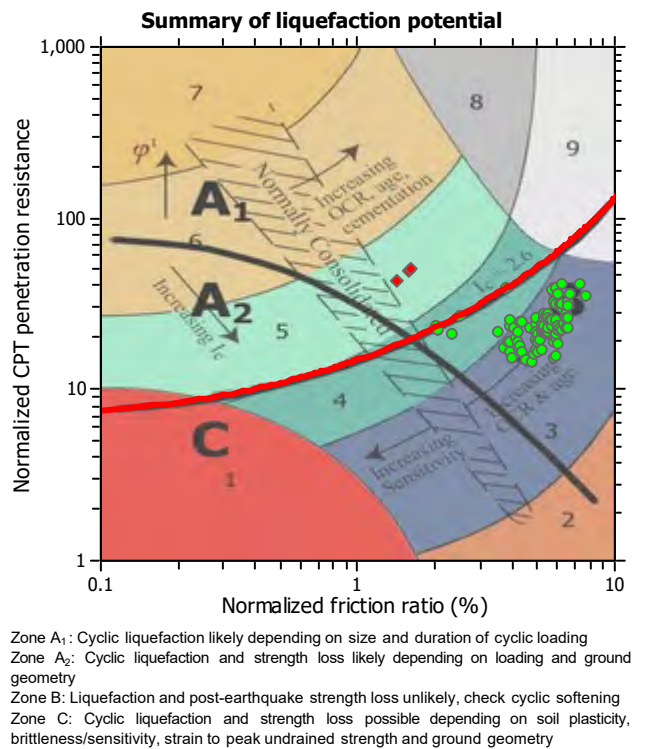 Summary of liquefaction potential
1,000
7
8
9
φ'
Increasing
OCR, age,
cementation
Normally Consolidated
A1
100
6
Ic = 2.6
A2
Increasing Ic
5
10
4
Increasing
OCR & age
3
C
1
Increasing
Sensitivity
2
1
0.1
1
10
Normalized CPT penetration resistance
Normalized friction ratio (%)
Zone A1: Cyclic liquefaction likely depending on size and duration of cyclic loading
Zone A2: Cyclic liquefaction and strength loss likely depending on loading and ground
geometry
Zone B: Liquefaction and post-earthquake strength loss unlikely, check cyclic softening
Zone C: Cyclic liquefaction and strength loss possible depending on soil plasticity,
brittleness/sensitivity, strain to peak undrained strength and ground geometry